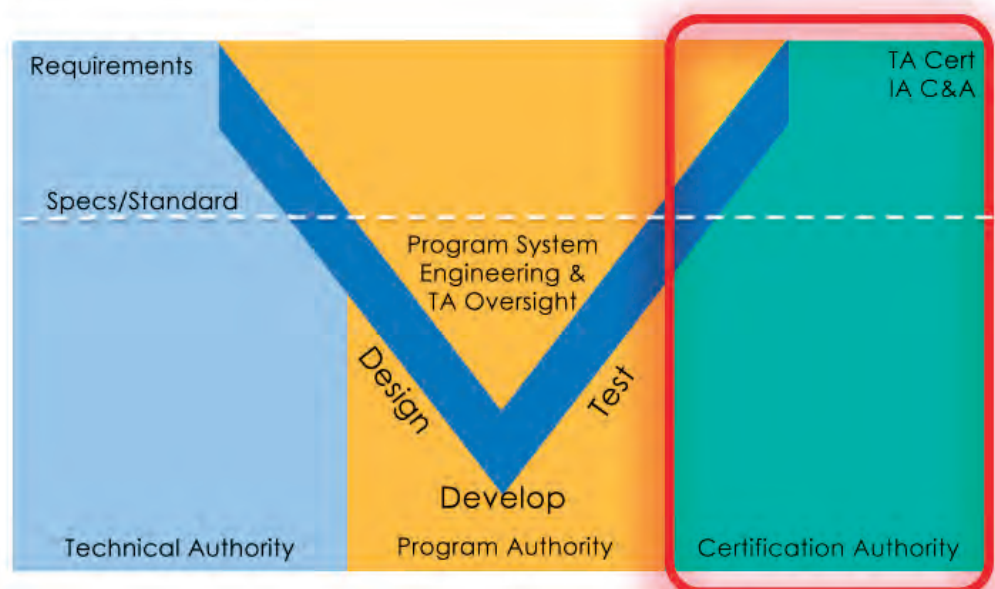 Requirements
TA Cert
IA C&A
Specs/Standard
Program System
Engineering &
TA Oversight
Design
Test
Develop
Technical Authority
Program Authority
Certification Authority